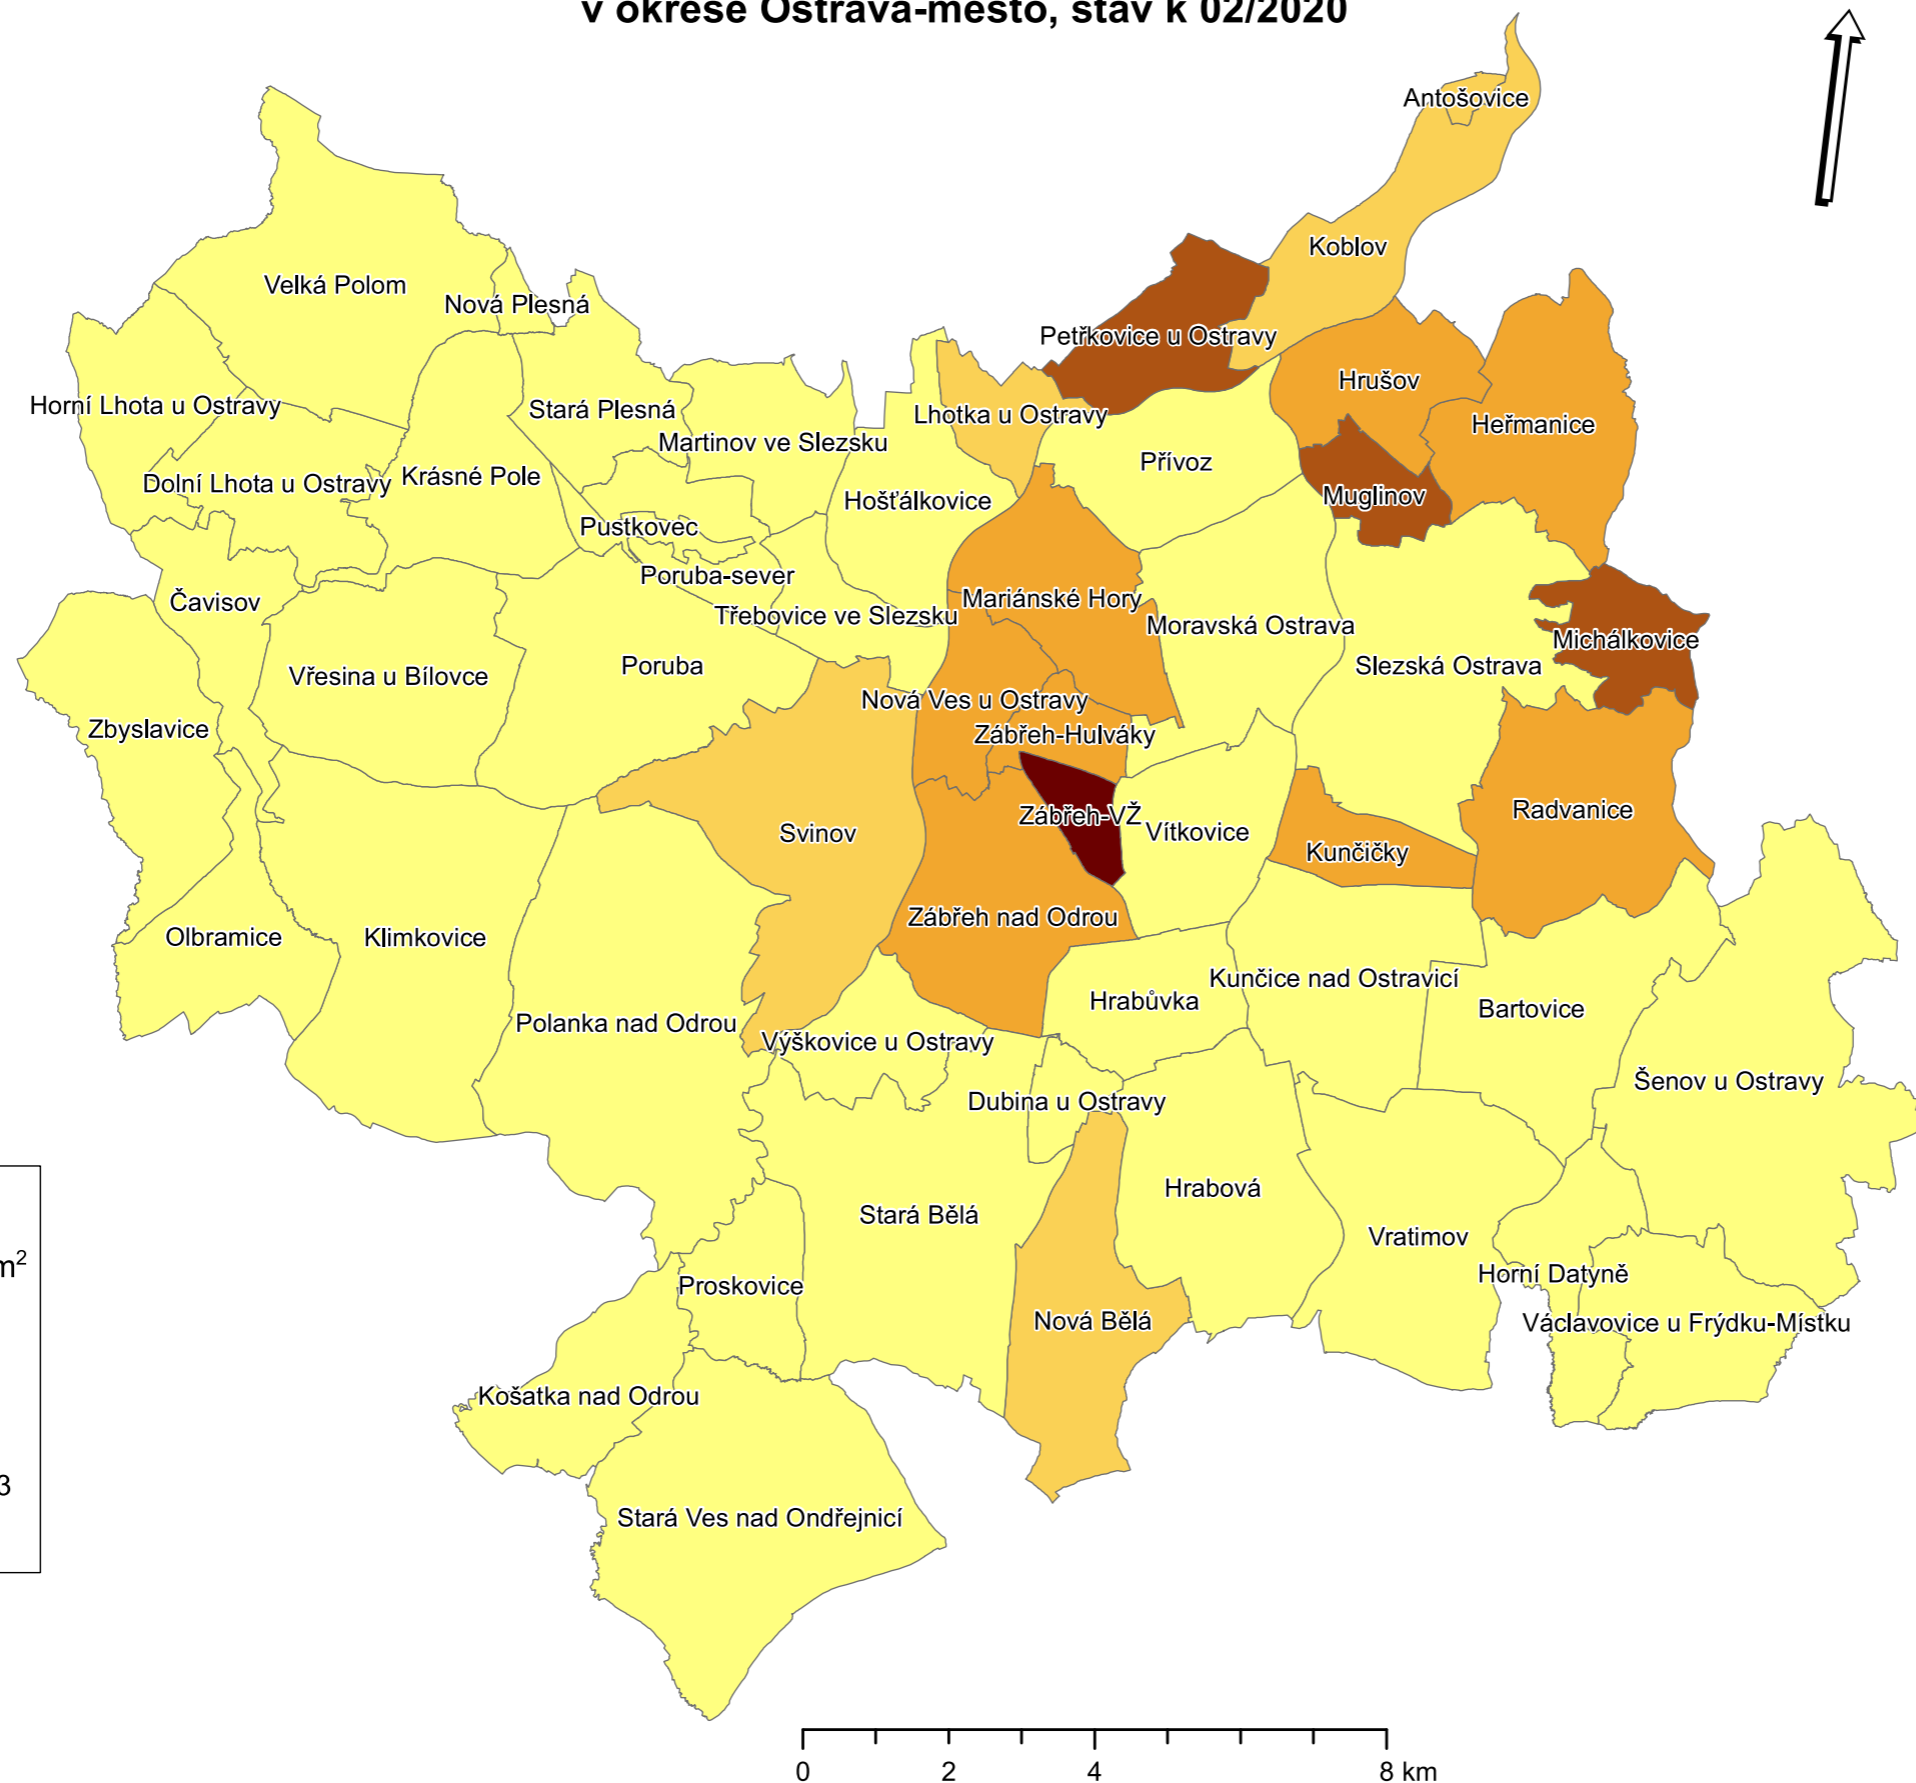 v okrese Ostrava-město, stav k 02/2020
Antošovice
Koblov
Velká Polom
Nová Plesná
Petřkovice u Ostravy
Hrušov
Horní Lhota u Ostravy
Stará Plesná
Lhotka u Ostravy
Heřmanice
Martinov ve Slezsku
Přívoz
Dolní Lhota u Ostravy
Krásné Pole
Hošťálkovice
Muglinov
Pustkovec
Poruba-sever
Čavisov
Mariánské Hory
Třebovice ve Slezsku
Moravská Ostrava
Michálkovice
Poruba
Slezská Ostrava
Vřesina u Bílovce
Nová Ves u Ostravy
Zbyslavice
Zábřeh-Hulváky
Radvanice
Zábřeh-VŽ
Svinov
Vítkovice
Kunčičky
Zábřeh nad Odrou
Olbramice
Klimkovice
Kunčice nad Ostravicí
Hrabůvka
Bartovice
Polanka nad Odrou
Výškovice u Ostravy
Šenov u Ostravy
Dubina u Ostravy
Hrabová
Stará Bělá
Vratimov
m²
Horní Datyně
Proskovice
Nová Bělá
Václavovice u Frýdku-Místku
Košatka nad Odrou
3
Stará Ves nad Ondřejnicí
0 2 4 8 km